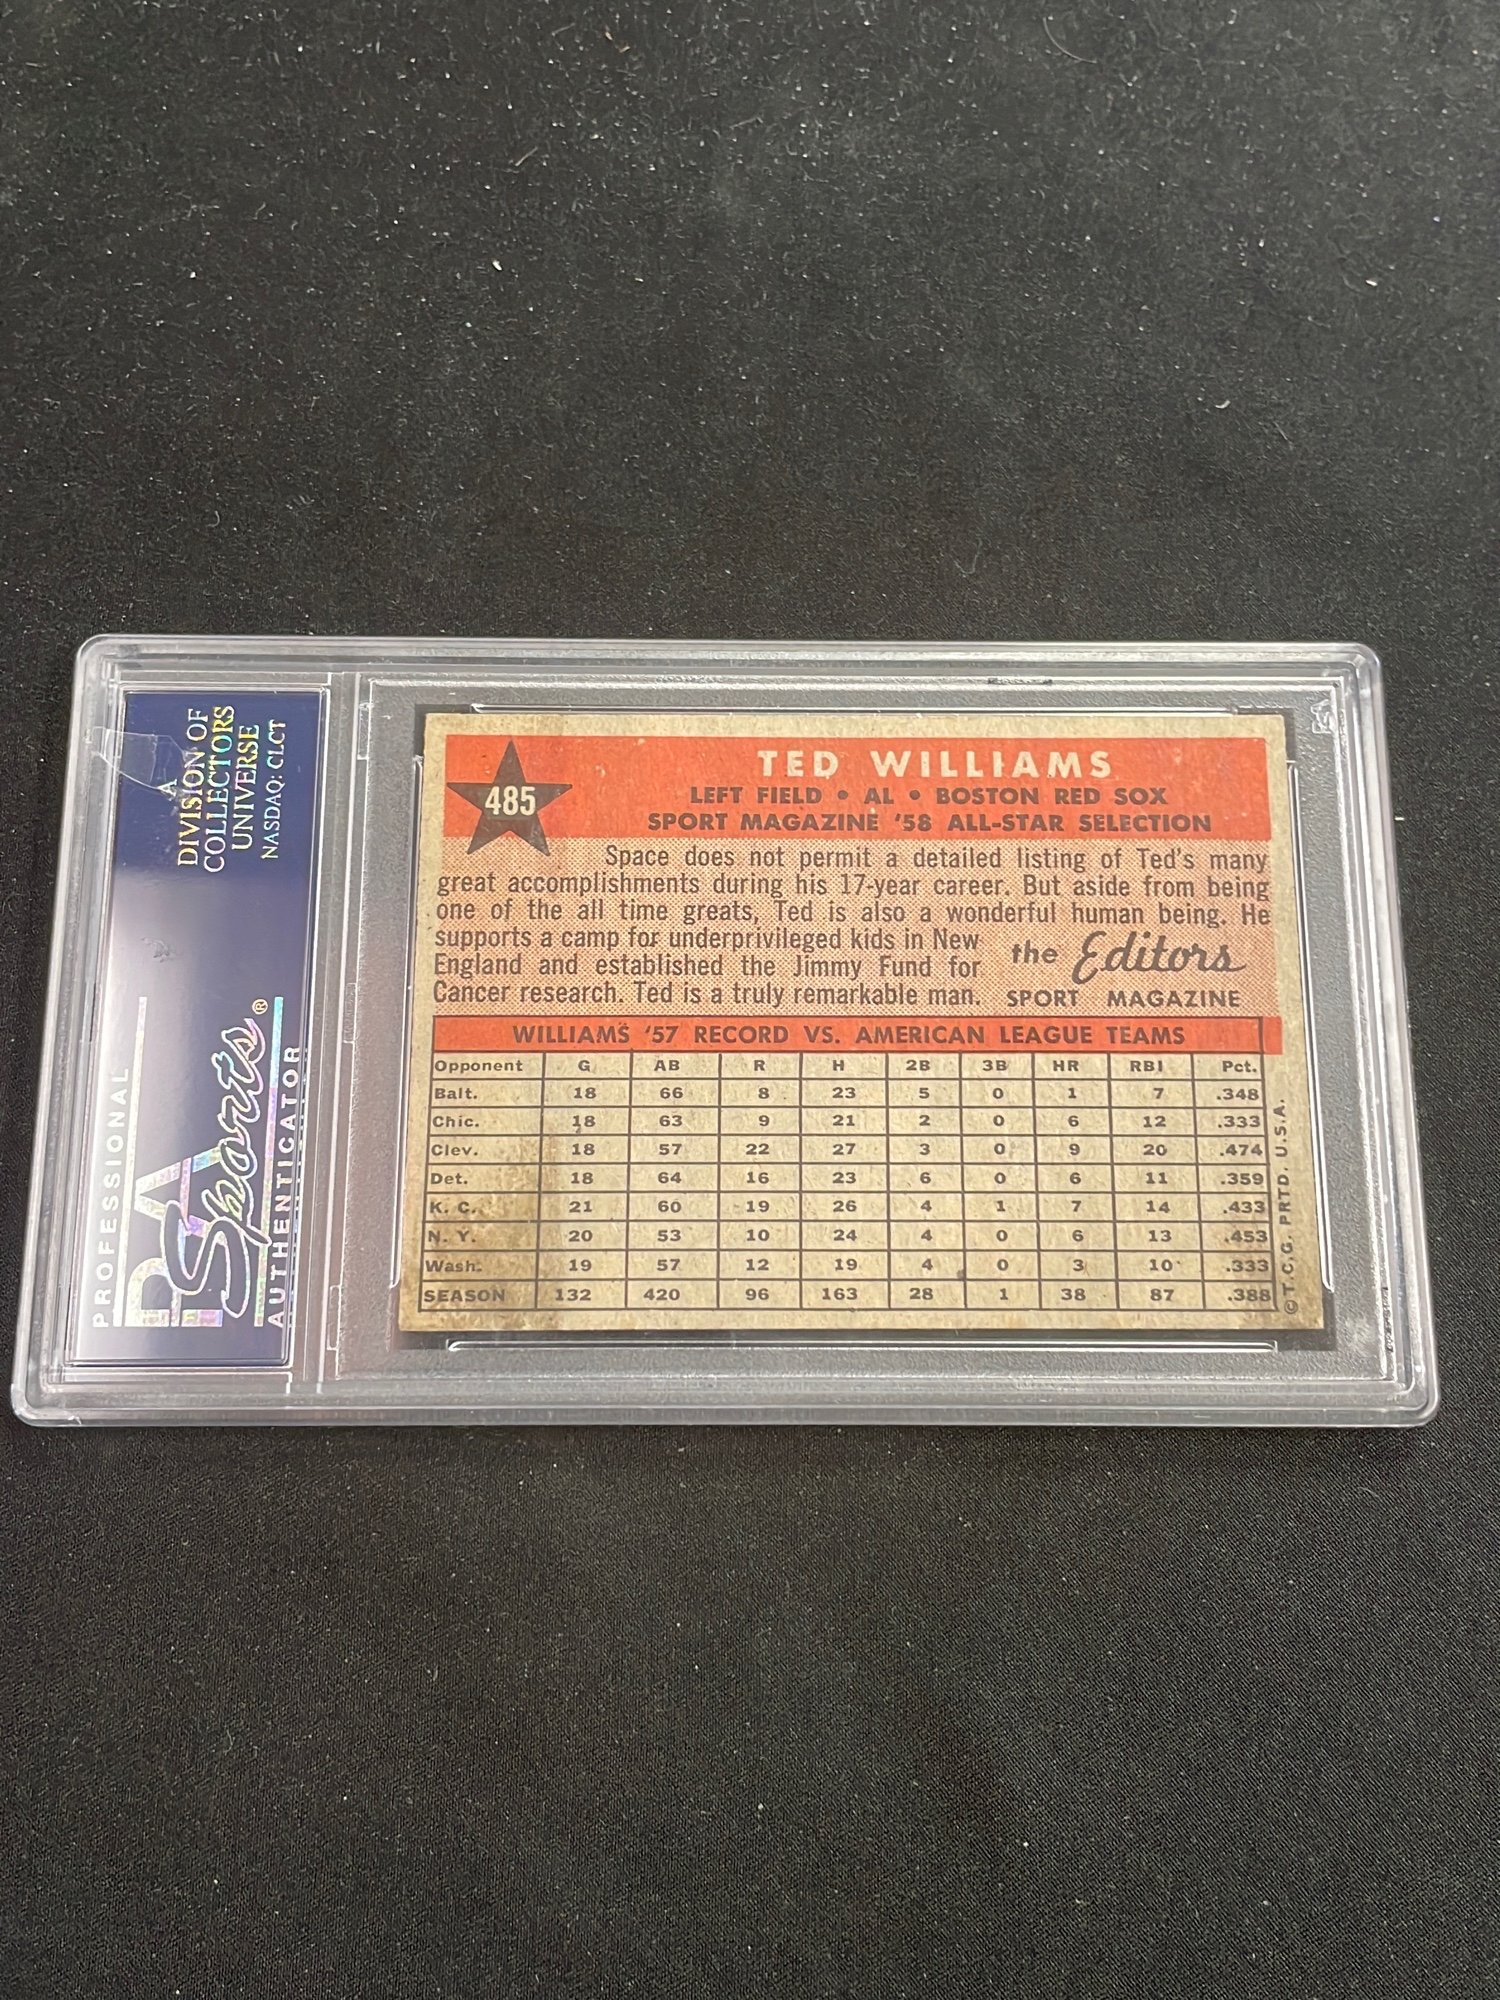 A
DIVISION OF
COLLECTORS
UNIVERSE
NASDAQ: CLCT
PROFESSIONAL
PSA
Sports®
AUTHENTICATOR
485
TED WILLIAMS
LEFT FIELD • AL • BOSTON RED SOX
SPORT MAGAZINE '58 ALL-STAR SELECTION
Space does not permit a detailed listing of Ted's many
great accomplishments during his 17-year career. But aside from being
one of the all time greats, Ted is also a wonderful human being. He
supports a camp for underprivileged kids in New
England and established the Jimmy Fund for
Cancer research. Ted is a truly remarkable man.
the Editors
SPORT MAGAZINE
WILLIAMS '57 RECORD VS. AMERICAN LEAGUE TEAMS
Opponent G AB R H 2B 3B HR RBI Pct.
Balt. 18 66 8 23 5 0 1 7 .348
Chic. 18 63 9 21 2 0 6 12 .333
Clev. 18 57 22 27 3 0 9 20 .474
Det. 18 64 16 23 6 0 6 11 .359
K. C. 21 60 19 26 4 1 7 14 .433
N. Y. 20 53 10 24 4 0 6 13 .453
Wash. 19 57 12 19 4 0 3 10 .333
SEASON 132 420 96 163 28 1 38 87 .388
©T.C.G. PRTD. U.S.A.